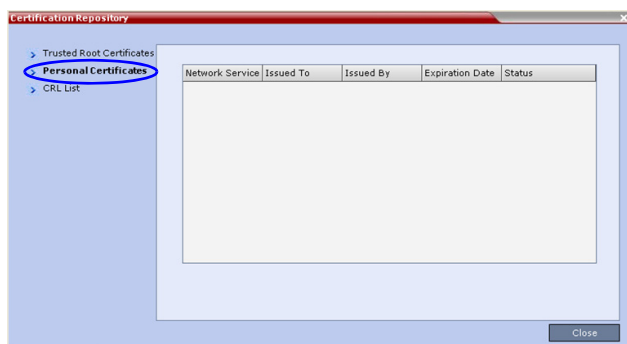 Certification Repository
x
Trusted Root Certificates
Personal Certificates
CRL List
Network Service Issued To Issued By Expiration Date Status
Close